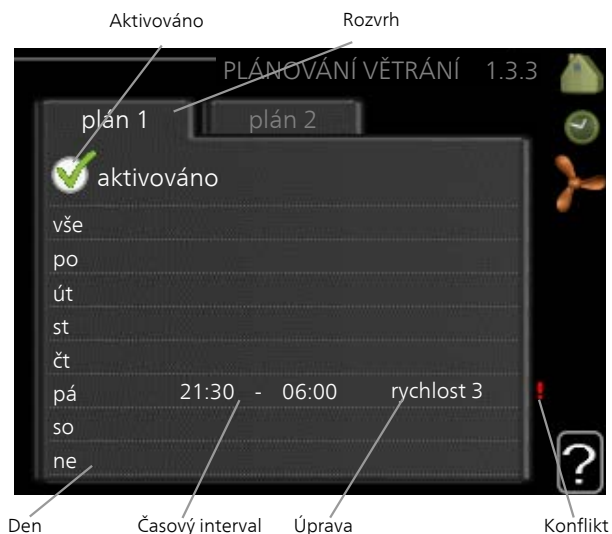 Aktivováno Rozvrh
PLÁNOVÁNÍ VĚTRÁNÍ 1.3.3
plán 1 plán 2
aktivováno
vše
po
út
st
čt
pá 21:30 - 06:00 rychlost 3 !
so
ne
?
Den Časový interval Úprava Konflikt